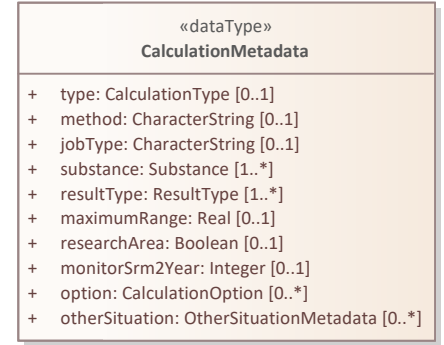 «dataType»
CalculationMetadata
+ type: CalculationType [0..1]
+ method: CharacterString [0..1]
+ jobType: CharacterString [0..1]
+ substance: Substance [1..*]
+ resultType: ResultType [1..*]
+ maximumRange: Real [0..1]
+ researchArea: Boolean [0..1]
+ monitorSrm2Year: Integer [0..1]
+ option: CalculationOption [0..*]
+ otherSituation: OtherSituationMetadata [0..*]